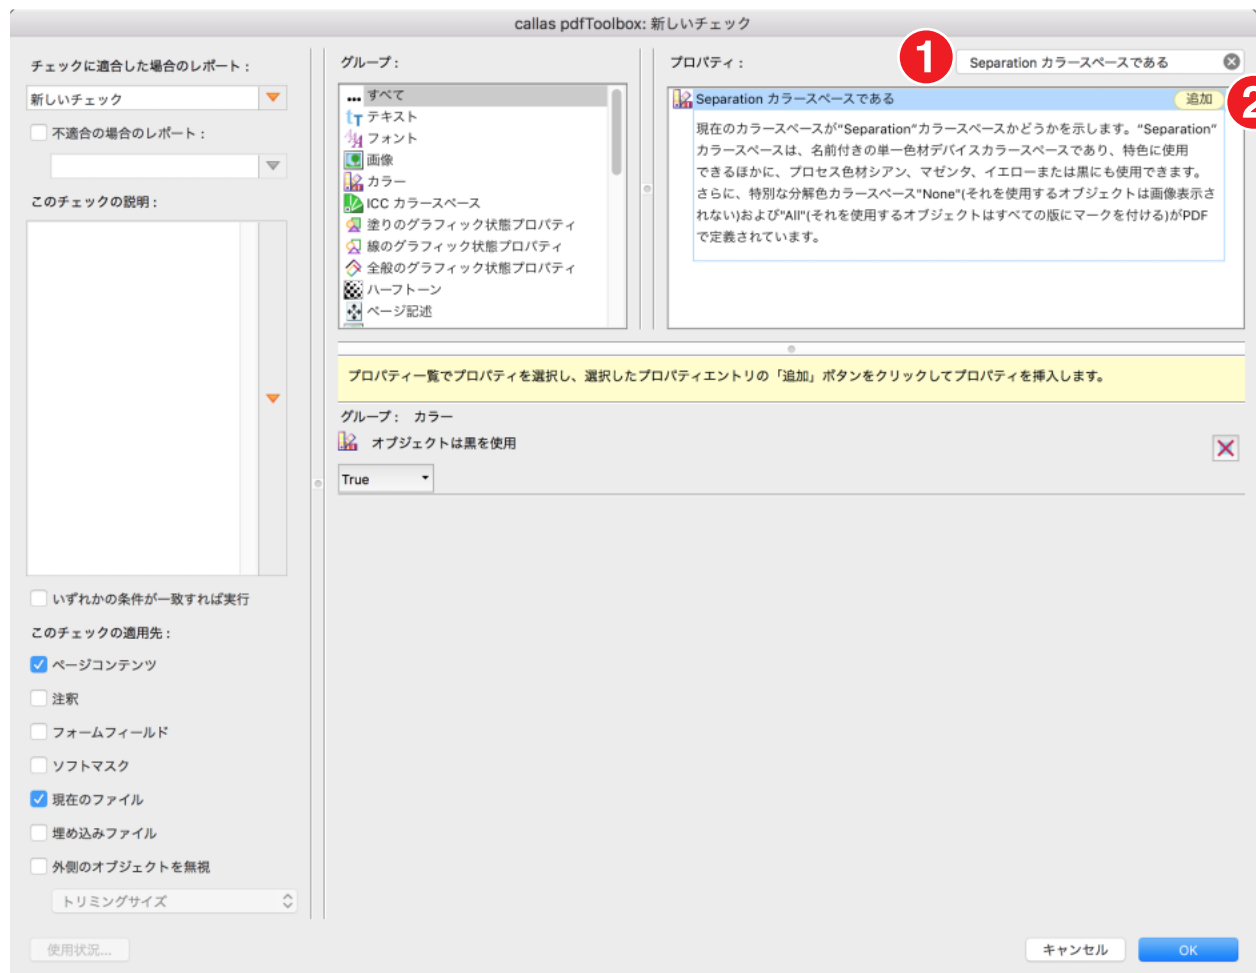 callas pdfToolbox: 新しいチェック
チェックに適合した場合のレポート：
新しいチェック
不適合の場合のレポート：
このチェックの説明：
いずれかの条件が一致すれば実行
このチェックの適用先：
ページコンテンツ
注釈
フォームフィールド
ソフトマスク
現在のファイル
埋め込みファイル
外側のオブジェクトを無視
トリミングサイズ
使用状況...
グループ：
すべて
テキスト
フォント
画像
カラー
ICC カラースペース
塗りのグラフィック状態プロパティ
線のグラフィック状態プロパティ
全般のグラフィック状態プロパティ
ハーフトーン
ページ記述
プロパティ：
1
Separation カラースペースである
Separation カラースペースである
追加
2
現在のカラースペースが“Separation”カラースペースかどうかを示します。“Separation”
カラースペースは、名前付きの単一色材デバイスカラースペースであり、特色に使用
できるほかに、プロセス色材シアン、マゼンタ、イエローまたは黒にも使用できます。
さらに、特別な分解色カラースペース"None"(それを使用するオブジェクトは画像表示さ
れない)および"All"(それを使用するオブジェクトはすべての版にマークを付ける)がPDF
で定義されています。
プロパティ一覧でプロパティを選択し、選択したプロパティエントリの「追加」ボタンをクリックしてプロパティを挿入します。
グループ： カラー
オブジェクトは黒を使用
True
キャンセル
OK